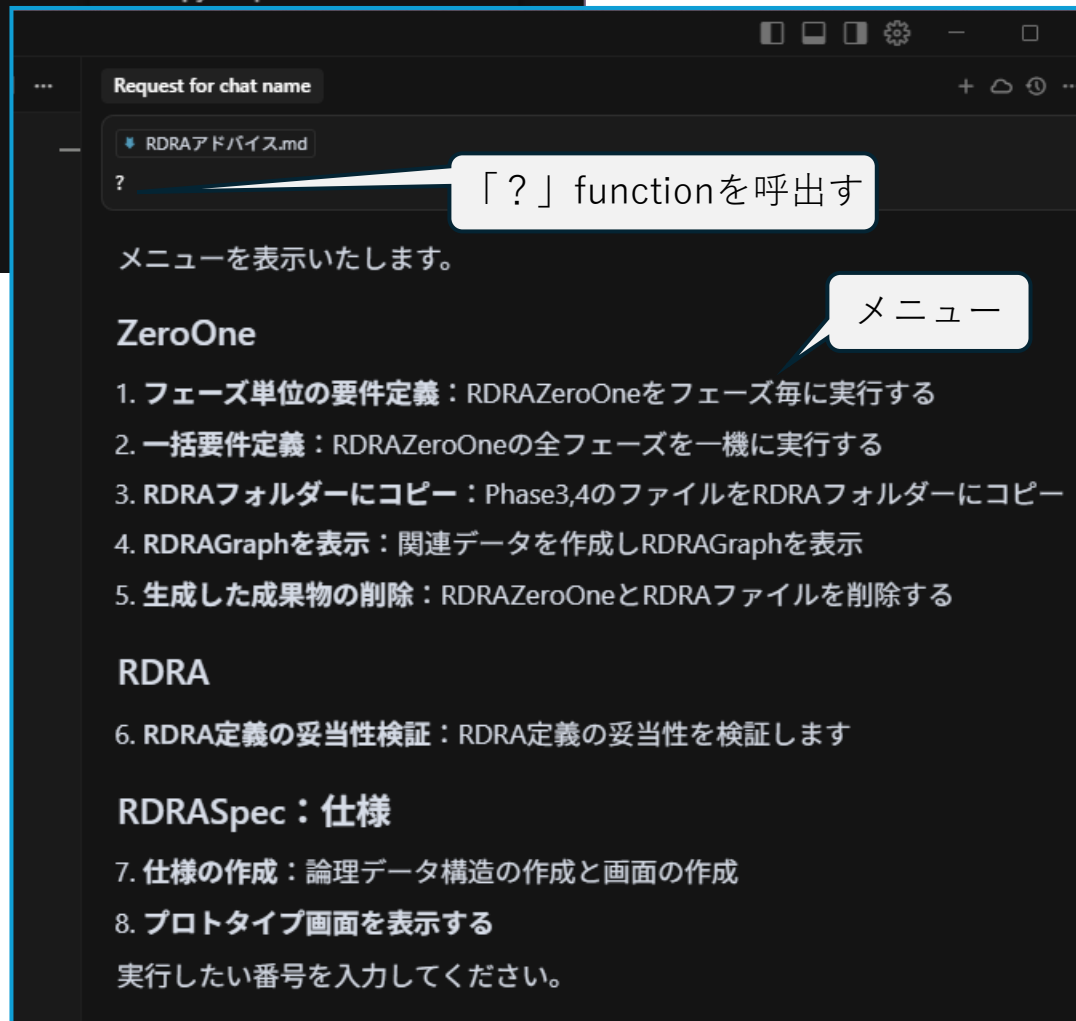 Request for chat name
RDRAアドバイス.md
?
「？」functionを呼出す
メニューを表示いたします。
メニュー
ZeroOne
1. フェーズ単位の要件定義：RDRAZeroOneをフェーズ毎に実行する
2. 一括要件定義：RDRAZeroOneの全フェーズを一機に実行する
3. RDRAフォルダーにコピー：Phase3,4のファイルをRDRAフォルダーにコピー
4. RDRAGraphを表示：関連データを作成しRDRAGraphを表示
5. 生成した成果物の削除：RDRAZeroOneとRDRAファイルを削除する
RDRA
6. RDRA定義の妥当性検証：RDRA定義の妥当性を検証します
RDRASpec：仕様
7. 仕様の作成：論理データ構造の作成と画面の作成
8. プロトタイプ画面を表示する
実行したい番号を入力してください。